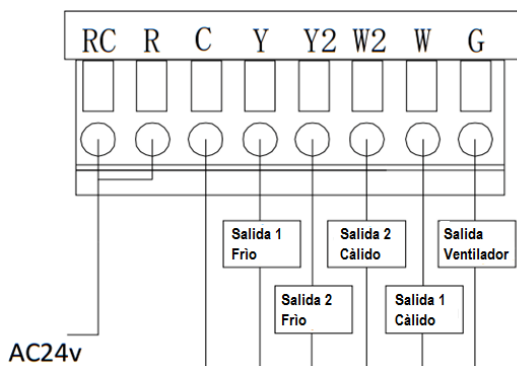 RC R C Y Y2 W2 W G
Salida 1
Frìo
Salida 2
Càlido
Salida
Ventilador
Salida 2
Frìo
Salida 1
Càlido
AC24v